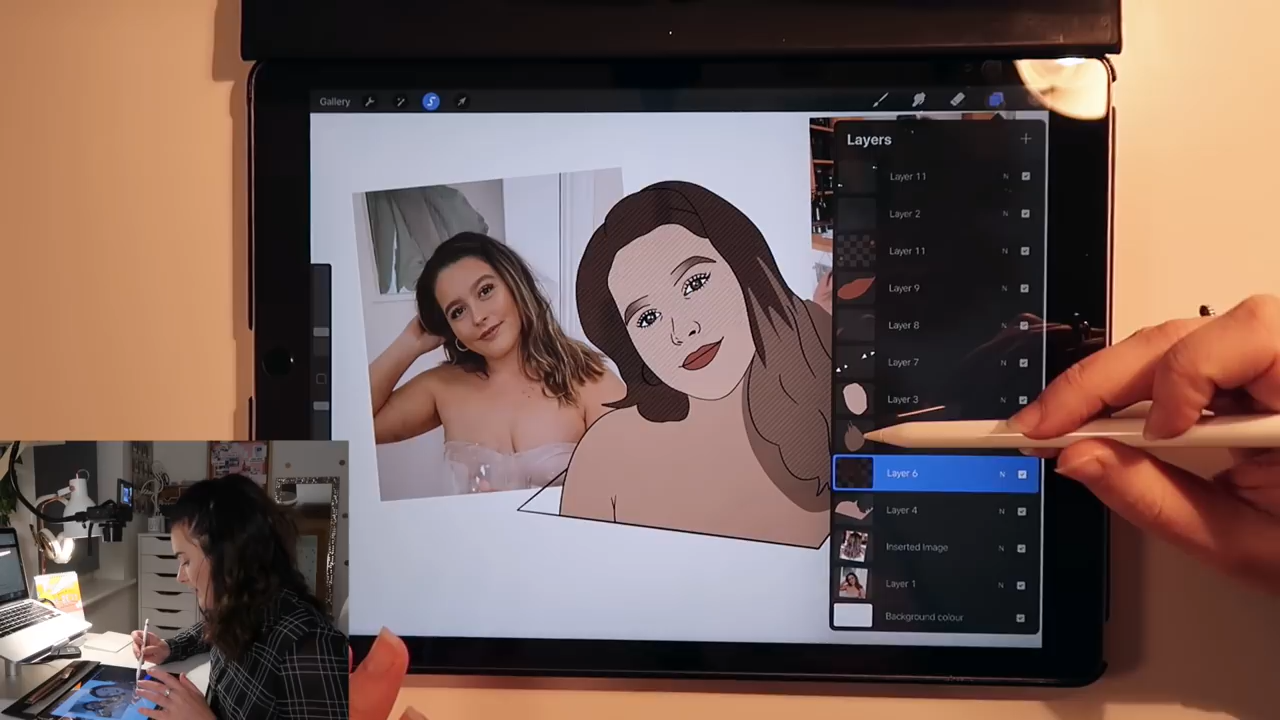 Gallery
Layers
Layer 11 N
Layer 2 N
Layer 11 N
Layer 9 N
Layer 8 N
Layer 7 N
Layer 3 N
Layer 6 N
Layer 4 N
Inserted Image N
Layer 1 N
Background colour